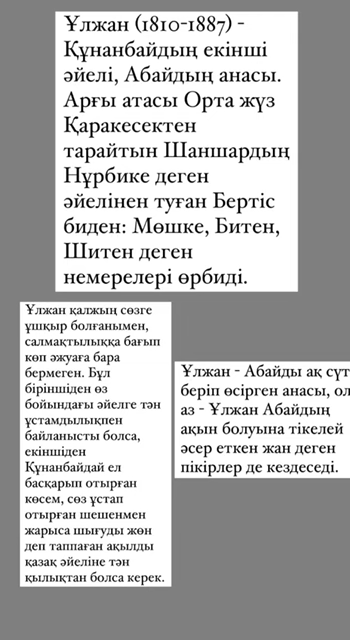 Ұлжан (1810-1887) -
Құнанбайдың екінші
әйелі, Абайдың анасы.
Арғы атасы Орта жүз
Қаракесектен
тарайтын Шаншардың
Нұрбике деген
әйелінен туған Бертіс
биден: Мөшке, Битен,
Шитен деген
немерелері өрбиді.
Ұлжан қалжың сөзге
ұшқыр болғанымен,
салмақтылыққа бағып
көп әжуаға бара
бермеген. Бұл
біріншіден өз
бойындағы әйелге тән
ұстамдылықпен
байланысты болса,
екіншіден
Құнанбайдай ел
басқарып отырған
көсем, сөз ұстап
отырған шешенмен
жарыса шығуды жөн
деп таппаған ақылды
қазақ әйеліне тән
қылықтан болса керек.
Ұлжан - Абайды ақ сүт
беріп өсірген анасы, ол
аз - Ұлжан Абайдың
ақын болуына тікелей
әсер еткен жан деген
пікірлер де кездеседі.